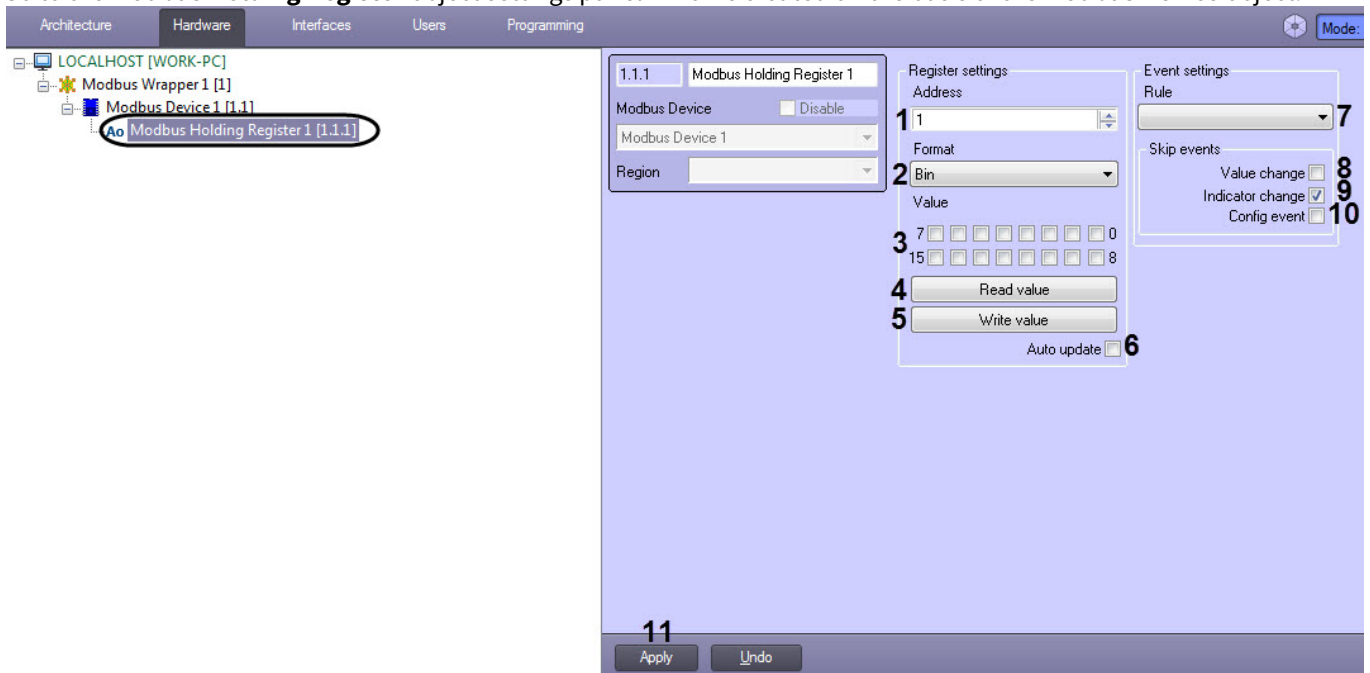 Architecture Hardware Interfaces Users Programming Mode:
LOCALHOST [WORK-PC]
Modbus Wrapper 1 [1]
Modbus Device 1 [1.1]
Ao Modbus Holding Register 1 [1.1.1]
1.1.1 Modbus Holding Register 1
Modbus Device Disable
Modbus Device 1
Region
Register settings
Address
1 1
Format
2 Bin
Value
3
7 0
15 8
4 Read value
5 Write value
Auto update 6
Event settings
Rule
7
Skip events
Value change 8
Indicator change 9
Config event 10
11
Apply Undo